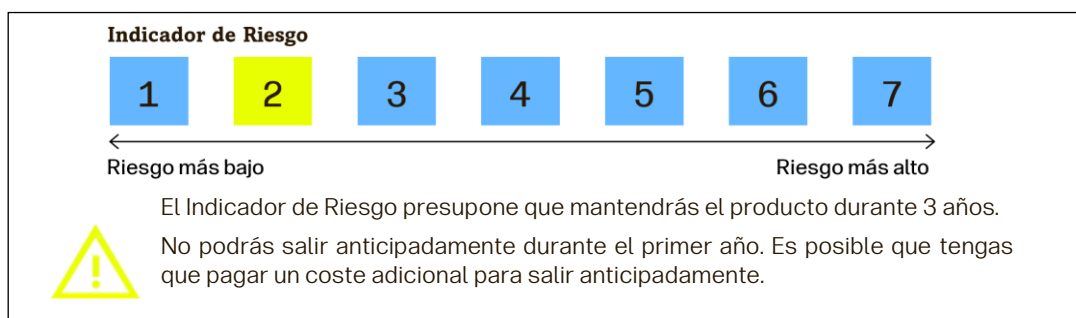 Indicador de Riesgo
1 2 3 4 5 6 7
Riesgo más bajo Riesgo más alto
El Indicador de Riesgo presupone que mantendrás el producto durante 3 años.
No podrás salir anticipadamente durante el primer año. Es posible que tengas
que pagar un coste adicional para salir anticipadamente.
!